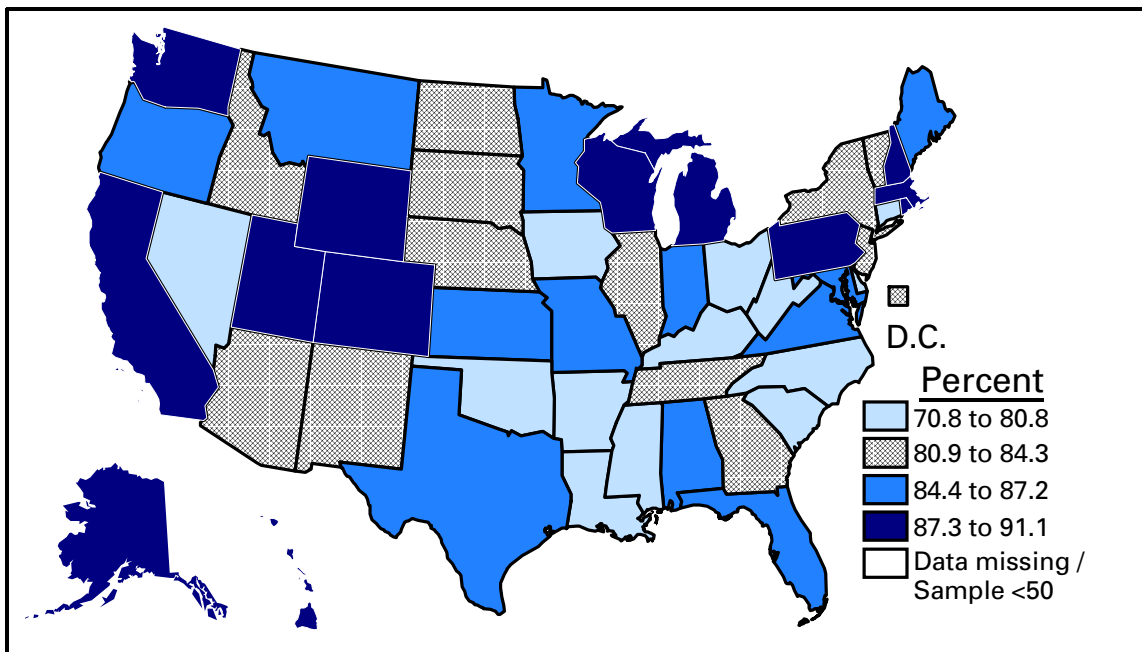 D.C.
Percent
70.8 to 80.8
80.9 to 84.3
84.4 to 87.2
87.3 to 91.1
Data missing /
Sample <50